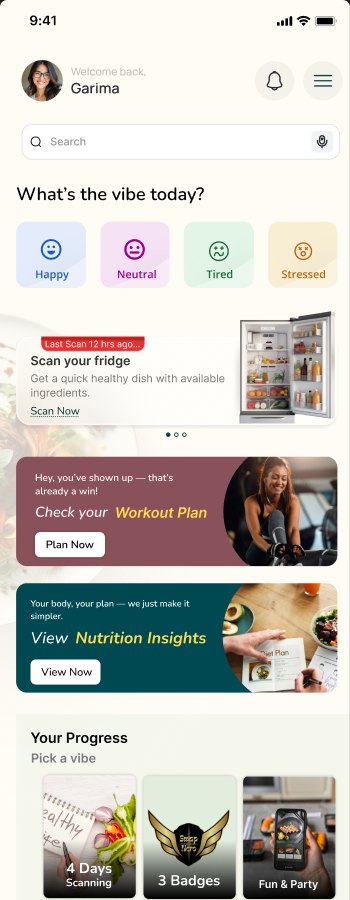 9:41
Welcome back,
Garima
Search
What's the vibe today?
Happy
Neutral
Tired
Stressed
Last Scan 12 hrs ago...
Scan your fridge
Get a quick healthy dish with available
ingredients.
Scan Now
Hey, you've shown up — that's
already a win!
Check your Workout Plan
Plan Now
Your body, your plan — we just make it
simpler.
View Nutrition Insights
Diet Plan
View Now
Your Progress
Pick a vibe
4 Days
Scanning
3 Badges
Fun & Party